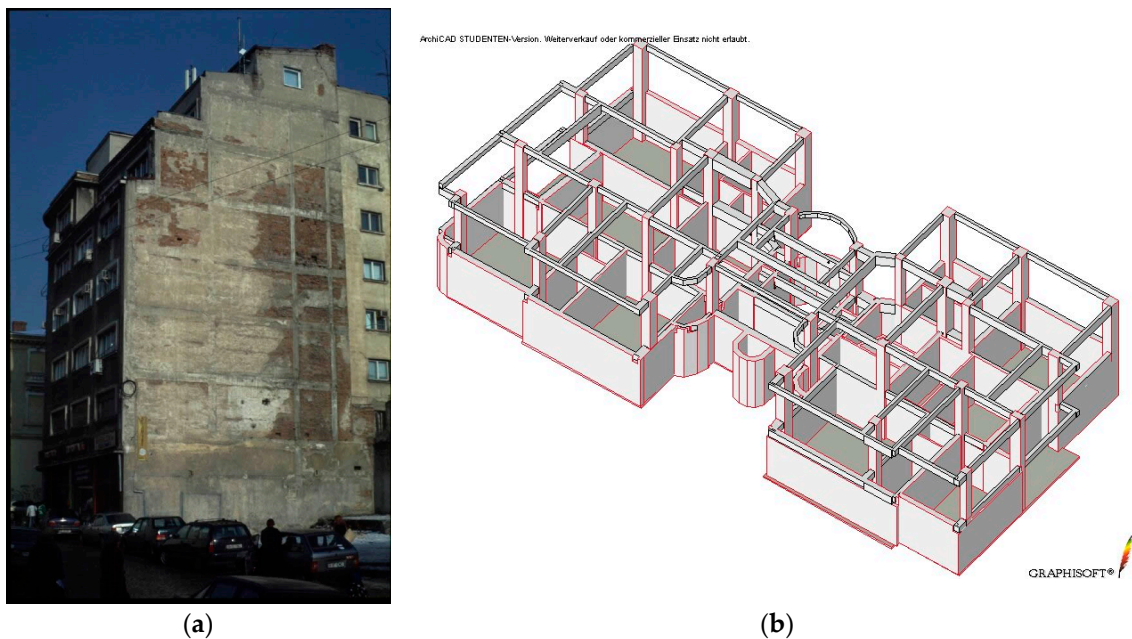 ArchiCAD STUDENTEN-Version. Weiterverkauf oder kommerzieller Einsatz nicht erlaubt.
GRAPHISOFT®
(a)
(b)